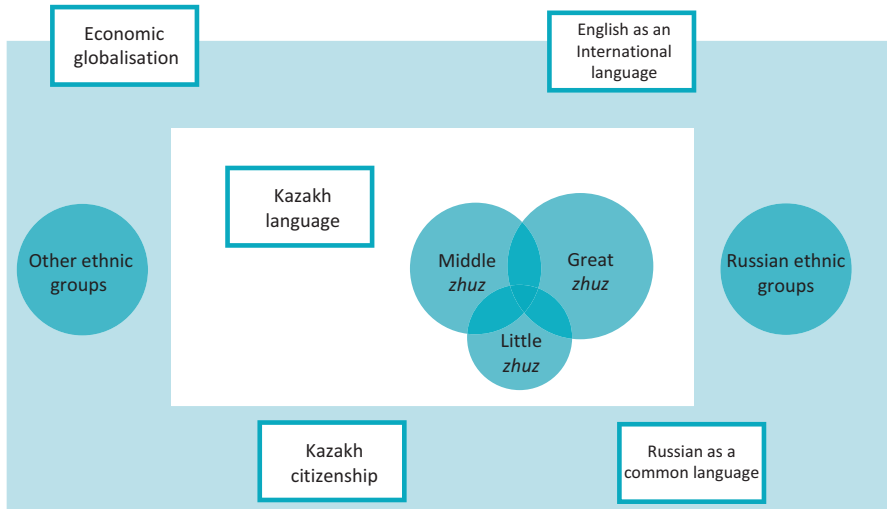 Economic
globalisation
English as an
International
language
Kazakh
language
Other ethnic
groups
Middle
zhuz
Great
zhuz
Russian ethnic
groups
Little
zhuz
Kazakh
citizenship
Russian as a
common language